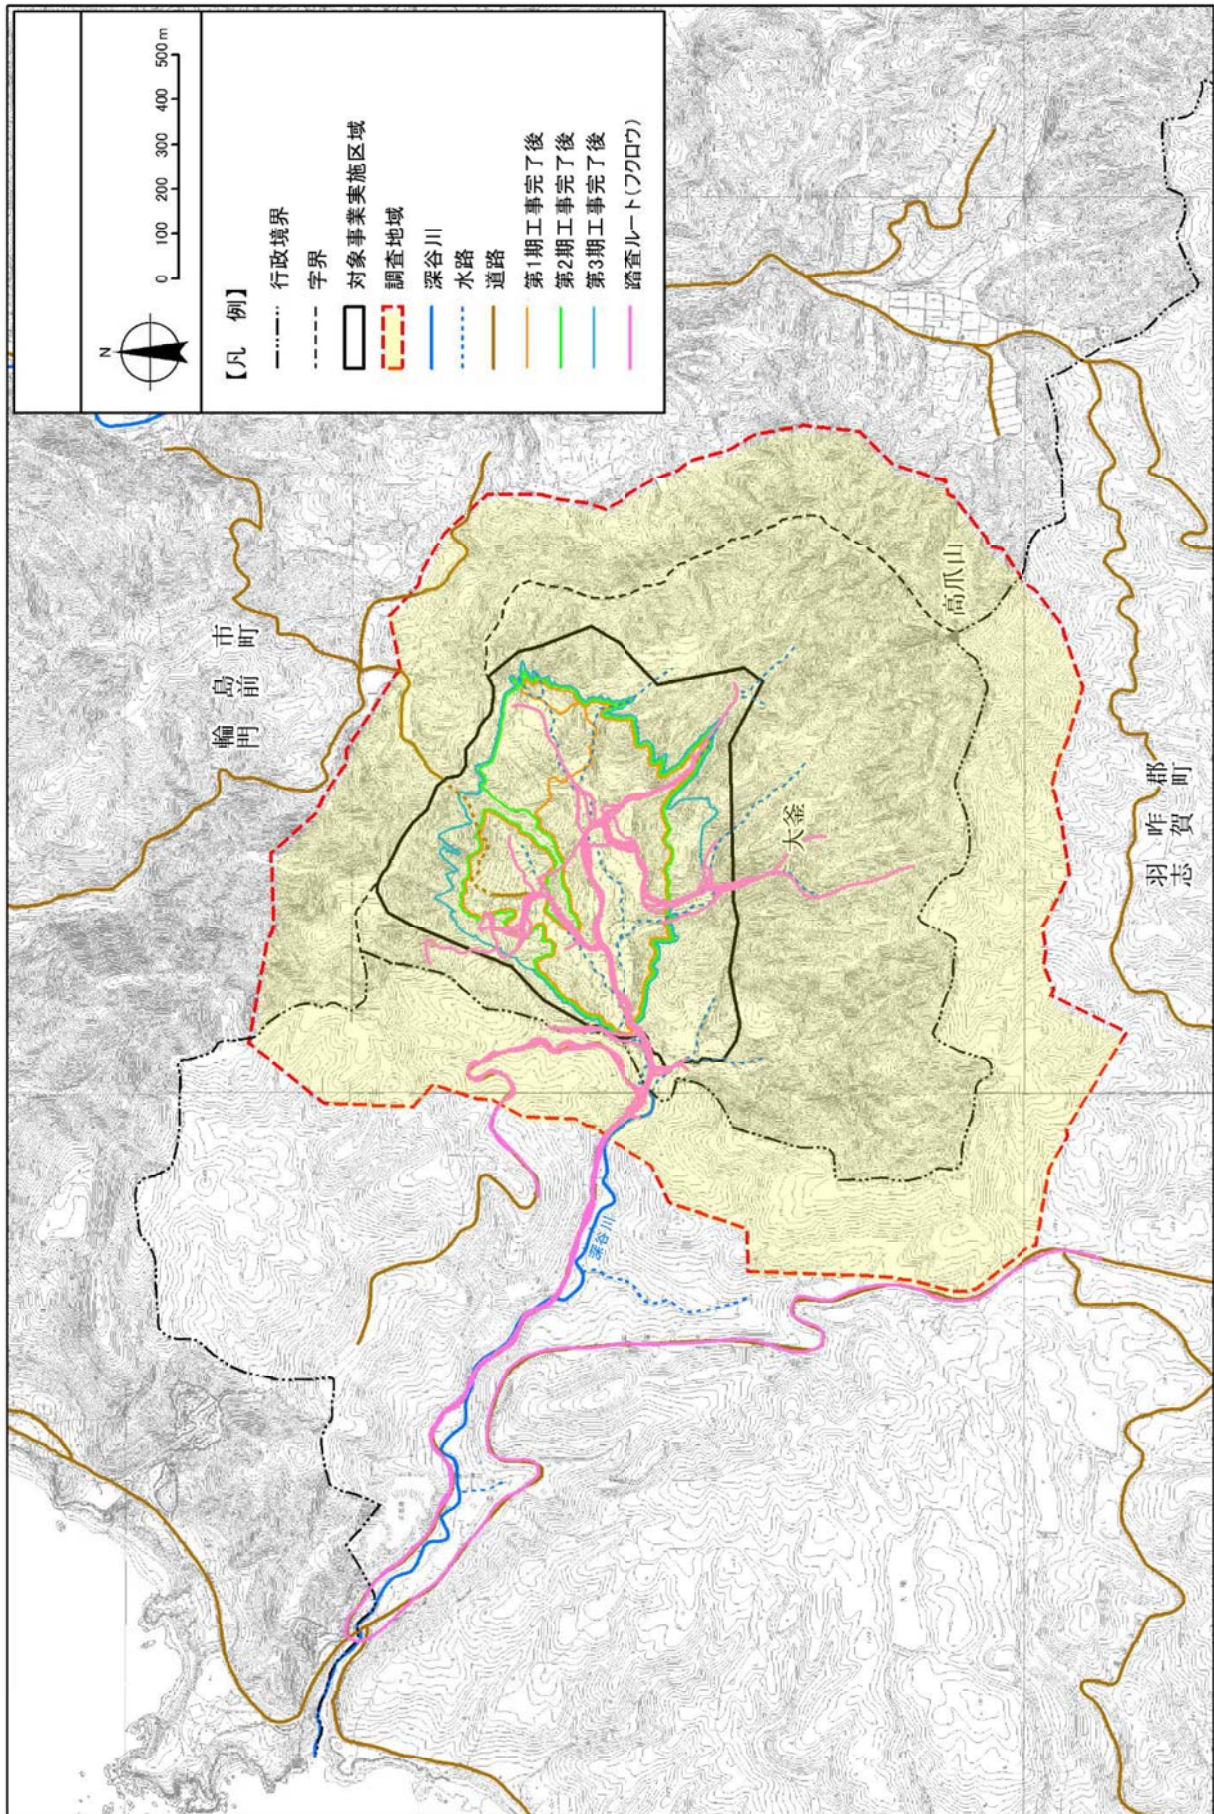 N
0 100 200 300 400 500m
【凡 例】
行政境界
字界
対象事業実施区域
調査地域
深谷川
水路
道路
第1期工事完了後
第2期工事完了後
第3期工事完了後
踏査ルート(フクロウ)
輪島市
門前町
高爪山
大釜
羽咋郡
志賀町
深谷川